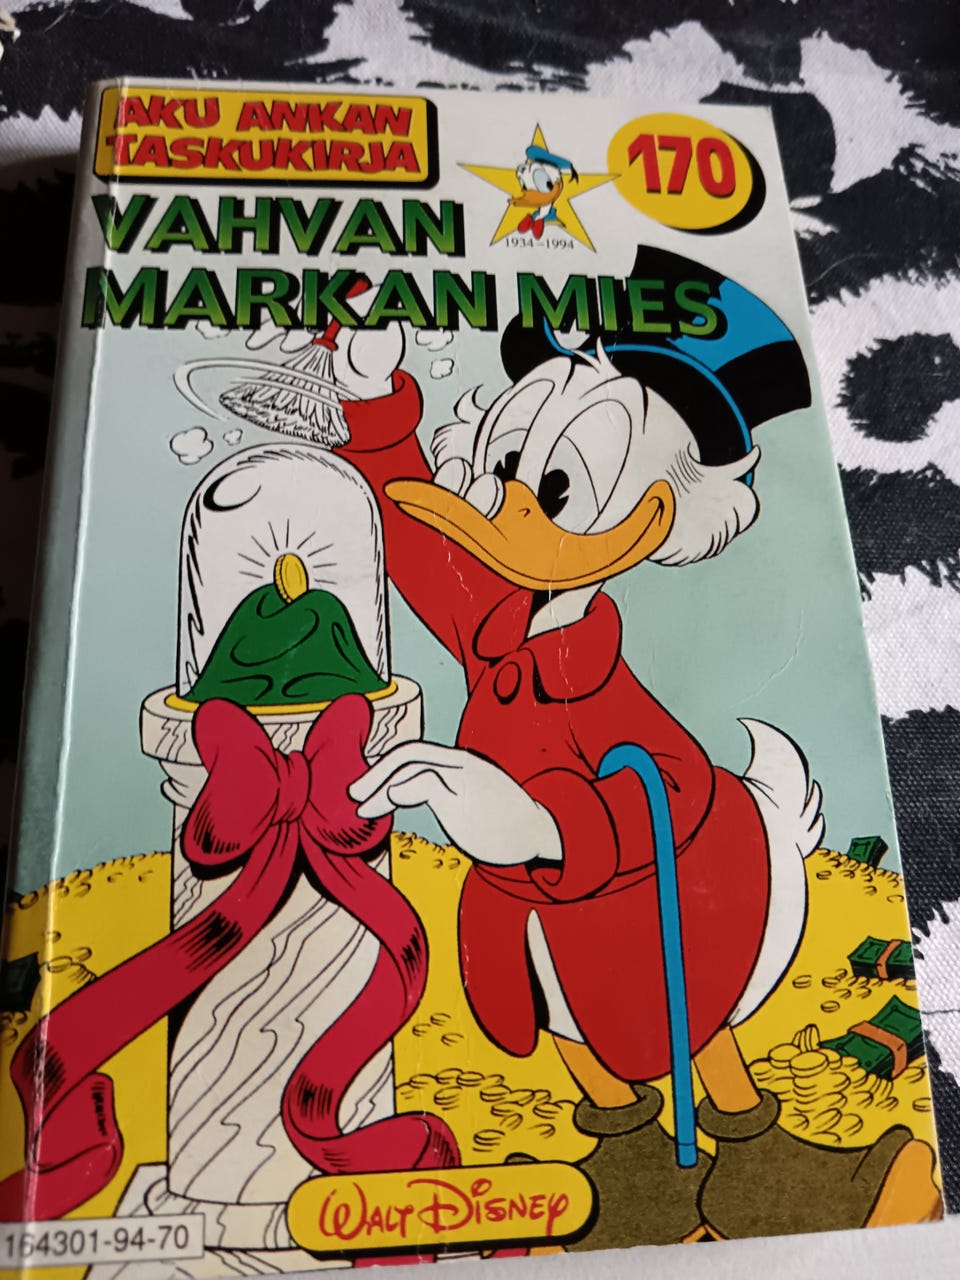 AKU ANKAN
TASKUKIRJA
170
1934-1994
VAHVAN
MARKAN MIES
WALT DISNEY
164301-94-70